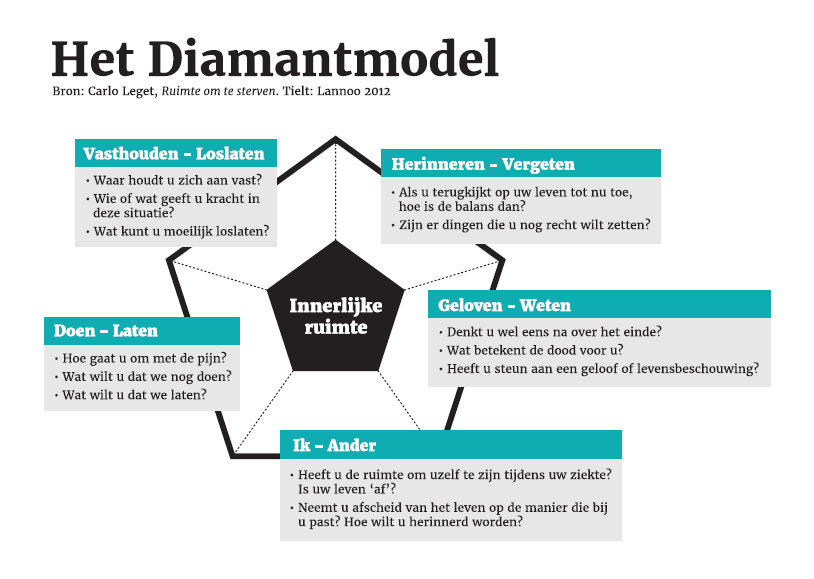 Het Diamantmodel
Bron: Carlo Leget, Ruimte om te sterven. Tielt: Lannoo 2012
Vasthouden – Loslaten
• Waar houdt u zich aan vast?
• Wie of wat geeft u kracht in
deze situatie?
• Wat kunt u moeilijk loslaten?
Herinneren – Vergeten
• Als u terugkijkt op uw leven tot nu toe,
hoe is de balans dan?
• Zijn er dingen die u nog recht wilt zetten?
Innerlijke
ruimte
Geloven – Weten
• Denkt u wel eens na over het einde?
• Wat betekent de dood voor u?
• Heeft u steun aan een geloof of levensbeschouwing?
Doen – Laten
• Hoe gaat u om met de pijn?
• Wat wilt u dat we nog doen?
• Wat wilt u dat we laten?
Ik – Ander
• Heeft u de ruimte om uzelf te zijn tijdens uw ziekte?
Is uw leven ‘af’?
• Neemt u afscheid van het leven op de manier die bij
u past? Hoe wilt u herinnerd worden?